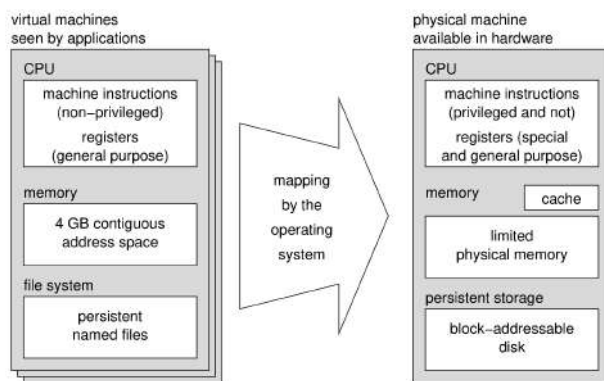 virtual machines
seen by applications
CPU
machine instructions
(non-privileged)
registers
(general purpose)
memory
4 GB contiguous
address space
file system
persistent
named files
mapping
by the
operating
system
physical machine
available in hardware
CPU
machine instructions
(privileged and not)
registers (special
and general purpose)
memory
cache
limited
physical memory
persistent storage
block-addressable
disk